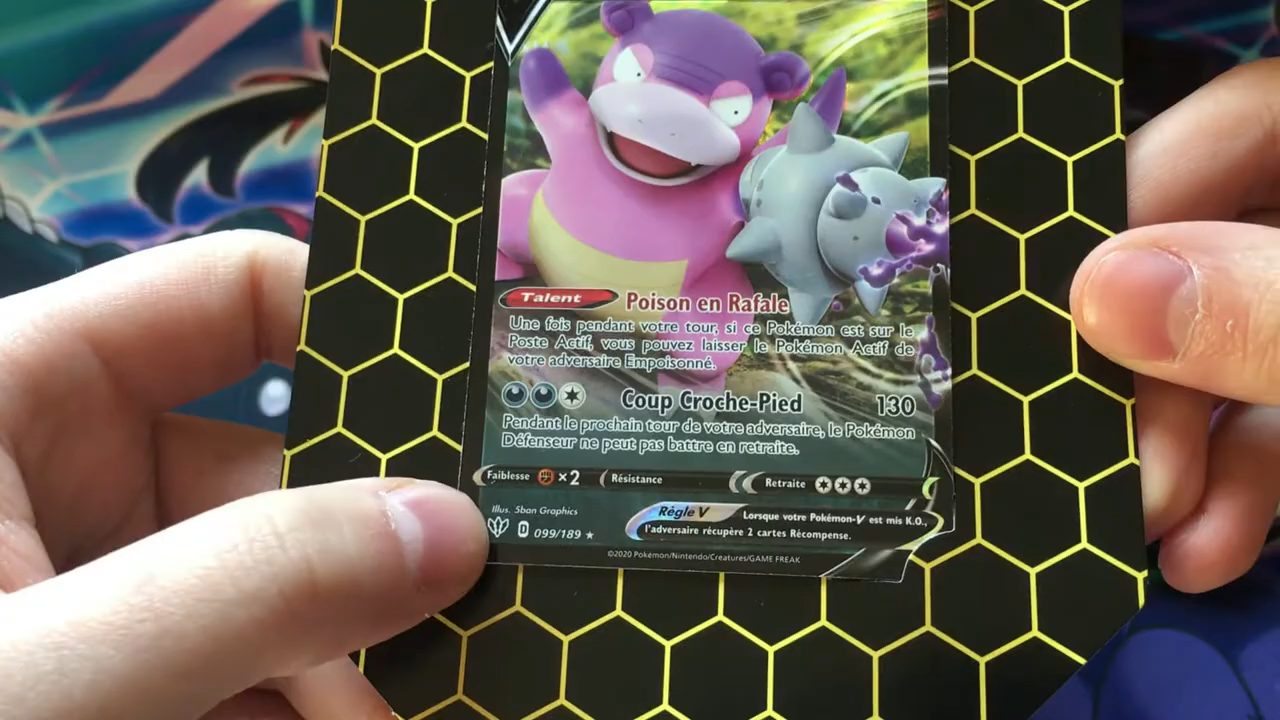 Talent Poison en Rafale
Une fois pendant votre tour, si ce Pokémon est sur le
Poste Actif, vous pouvez laisser le Pokémon Actif de
votre adversaire Empoisonné.
Coup Croche-Pied 130
Pendant le prochain tour de votre adversaire, le Pokémon
Défenseur ne peut pas battre en retraite.
Faiblesse ×2 Résistance Retraite
Illus. 5ban Graphics
Règle V Lorsque votre Pokémon-V est mis K.O.,
l'adversaire récupère 2 cartes Récompense.
D 099/189 ★
©2020 Pokémon/Nintendo/Creatures/GAME FREAK